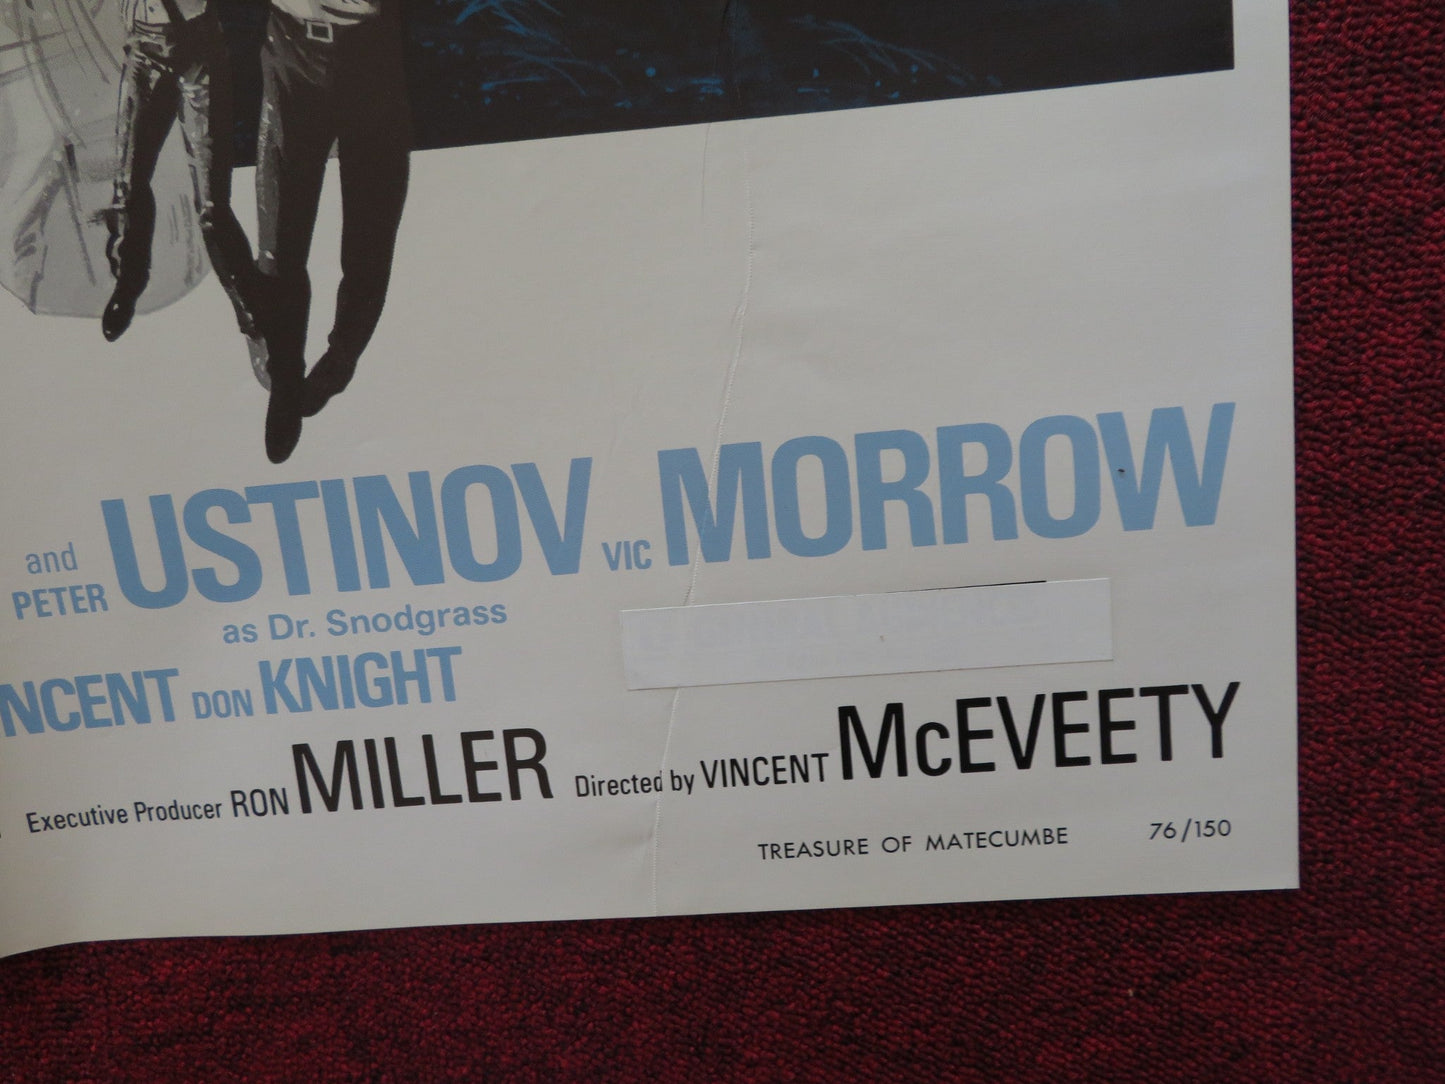 and
PETER USTINOV VIC MORROW
as Dr. Snodgrass
NCENT DON KNIGHT
Executive Producer RON MILLER Directed by VINCENT McEVEETY
TREASURE OF MATECUMBE 76/150